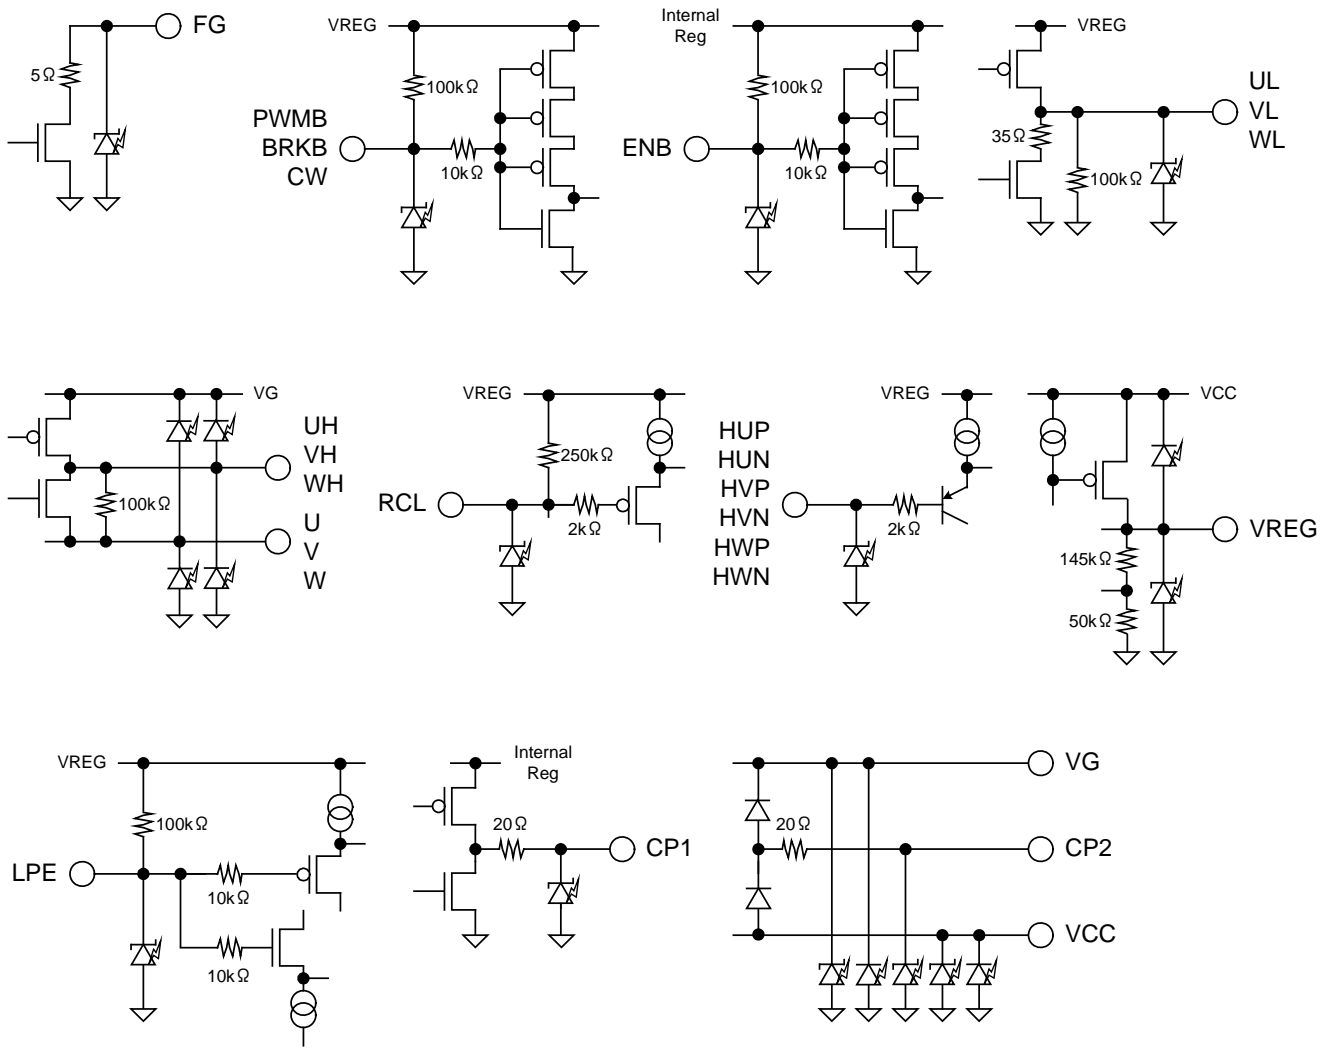 FG
5Ω
VREG
100kΩ
PWMB
BRKB
CW
10kΩ
Internal
Reg
100kΩ
ENB
10kΩ
VREG
35Ω
100kΩ
UL
VL
WL
VG
100kΩ
UH
VH
WH
U
V
W
VREG
250kΩ
RCL
2kΩ
VREG
HUP
HUN
HVP
HVN
HWP
HWN
2kΩ
VCC
VREG
145kΩ
50kΩ
VREG
100kΩ
LPE
10kΩ
10kΩ
Internal
Reg
20Ω
CP1
VG
20Ω
CP2
VCC